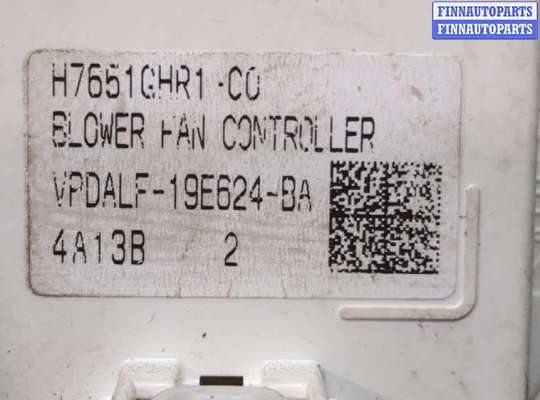 FINNAUTOPARTS
FINNAUTOPARTS
H7651GHR1-C0
BLOWER FAN CONTROLLER
VPDALF-19E624-BA
4A13B 2